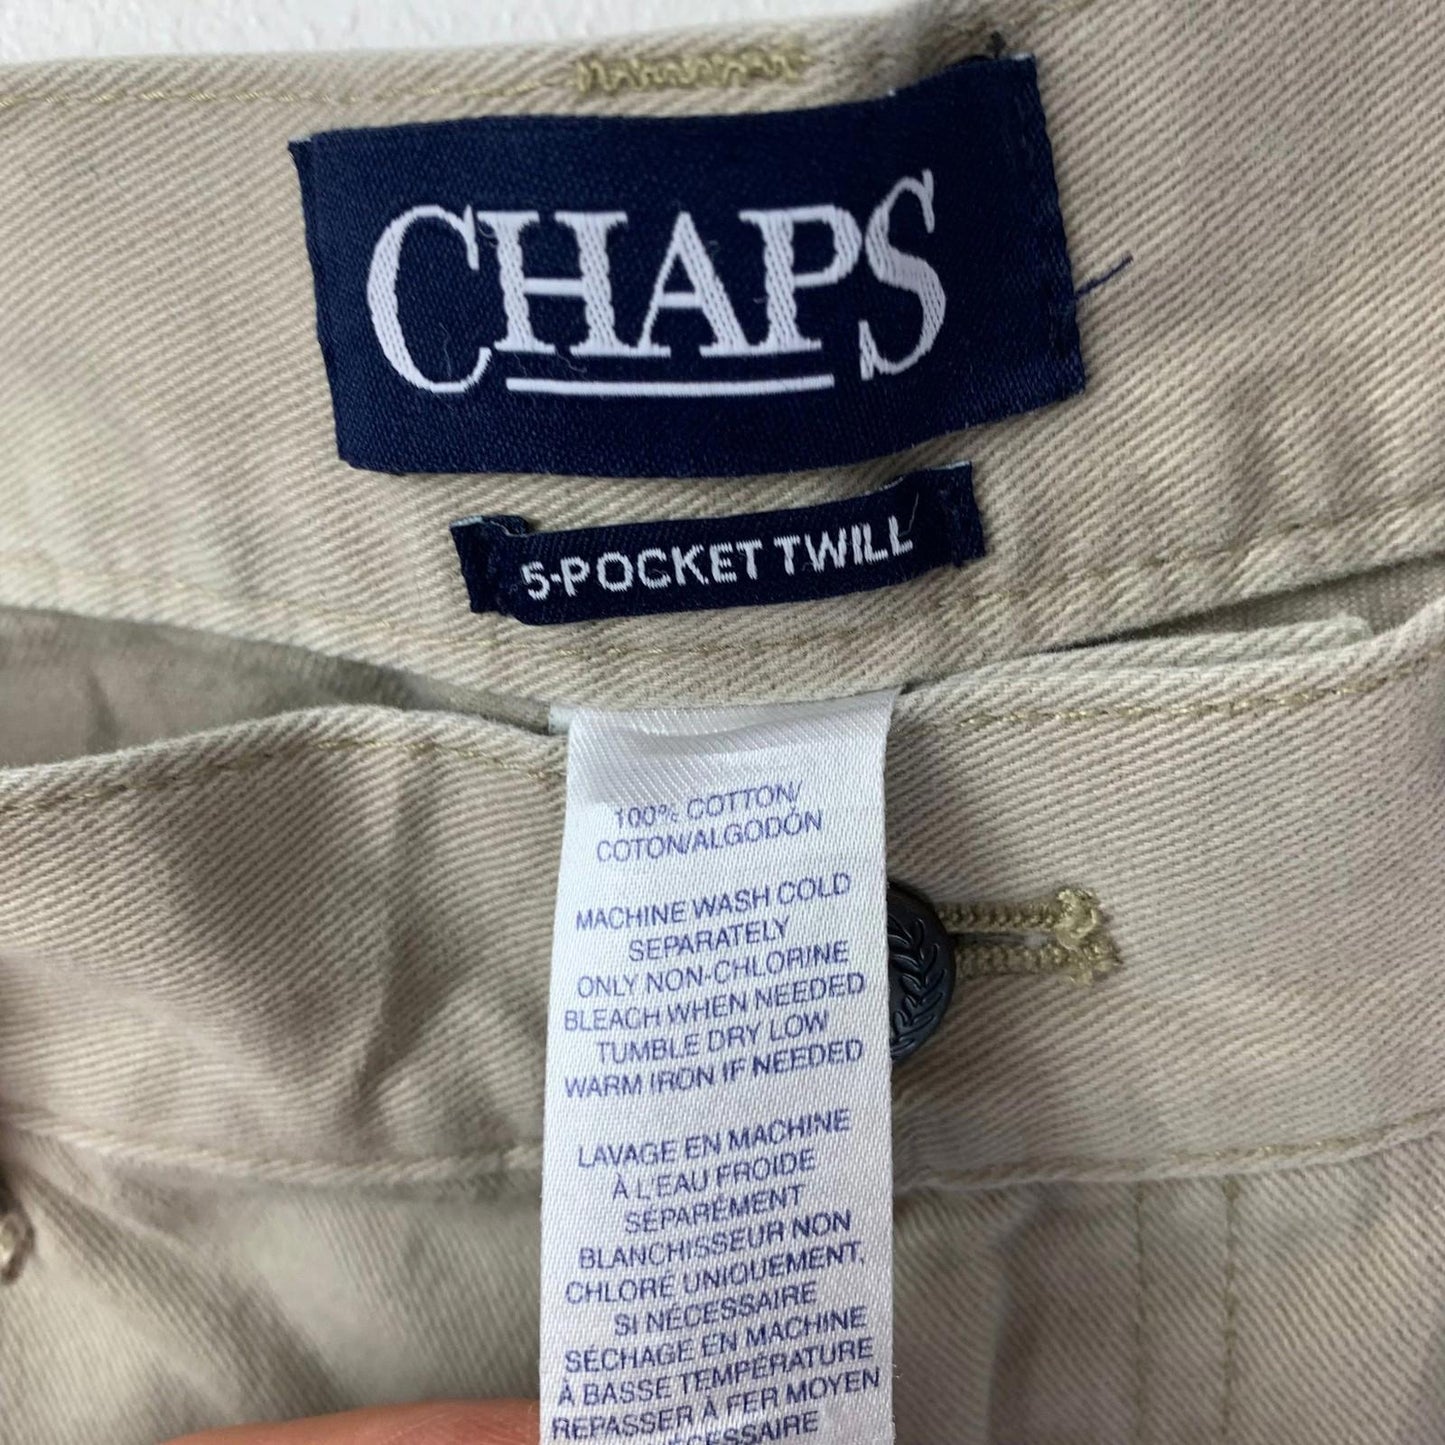 CHAPS
5-POCKET TWILL
100% COTTON/
COTON/ALGODÓN
MACHINE WASH COLD
SEPARATELY
ONLY NON-CHLORINE
BLEACH WHEN NEEDED
TUMBLE DRY LOW
WARM IRON IF NEEDED
LAVAGE EN MACHINE
À L'EAU FROIDE
SÉPARÉMENT
BLANCHISSEUR NON
CHLORÉ UNIQUEMENT,
SI NÉCESSAIRE
SÉCHAGE EN MACHINE
À BASSE TEMPÉRATURE
REPASSER À FER MOYEN